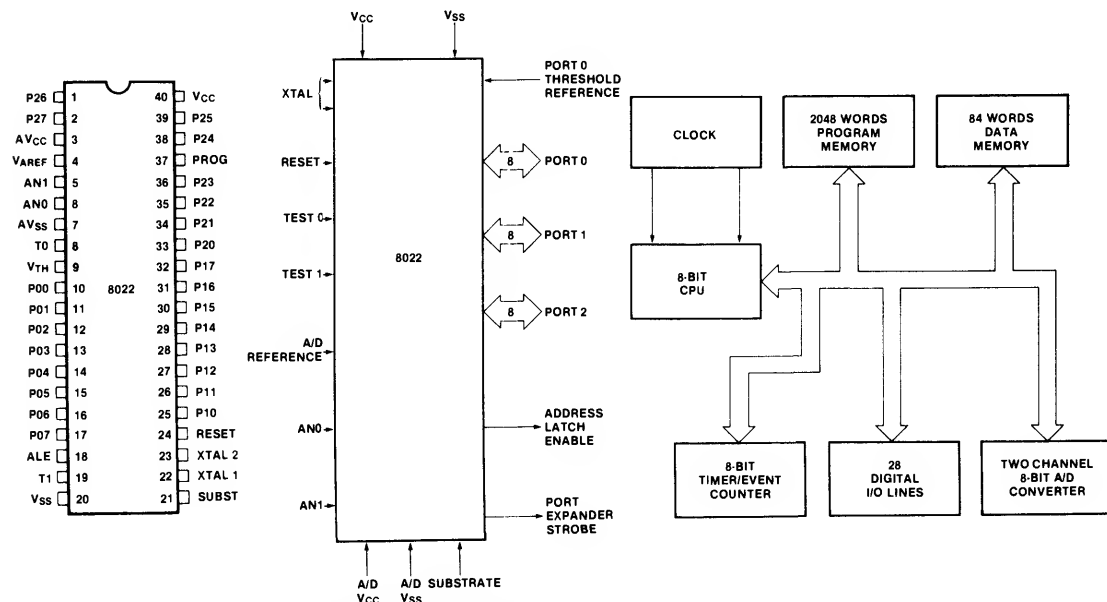 P26 1 40 VCC
P27 2 39 P25
AVCC 3 38 P24
VAREF 4 37 PROG
AN1 5 36 P23
AN0 6 35 P22
AVSS 7 34 P21
T0 8 33 P20
VTH 9 32 P17
P00 10 8022 31 P16
P01 11 30 P15
P02 12 29 P14
P03 13 28 P13
P04 14 27 P12
P05 15 26 P11
P06 16 25 P10
P07 17 24 RESET
ALE 18 23 XTAL 2
T1 19 22 XTAL 1
VSS 20 21 SUBST
VCC
VSS
XTAL
RESET
TEST 0
TEST 1
A/D
REFERENCE
AN0
AN1
8022
PORT 0
THRESHOLD
REFERENCE
8 PORT 0
8 PORT 1
8 PORT 2
ADDRESS
LATCH
ENABLE
PORT
EXPANDER
STROBE
A/D
VCC
A/D
VSS
SUBSTRATE
CLOCK
2048 WORDS
PROGRAM
MEMORY
84 WORDS
DATA
MEMORY
8-BIT
CPU
8-BIT
TIMER/EVENT
COUNTER
28
DIGITAL
I/O LINES
TWO CHANNEL
8-BIT A/D
CONVERTER